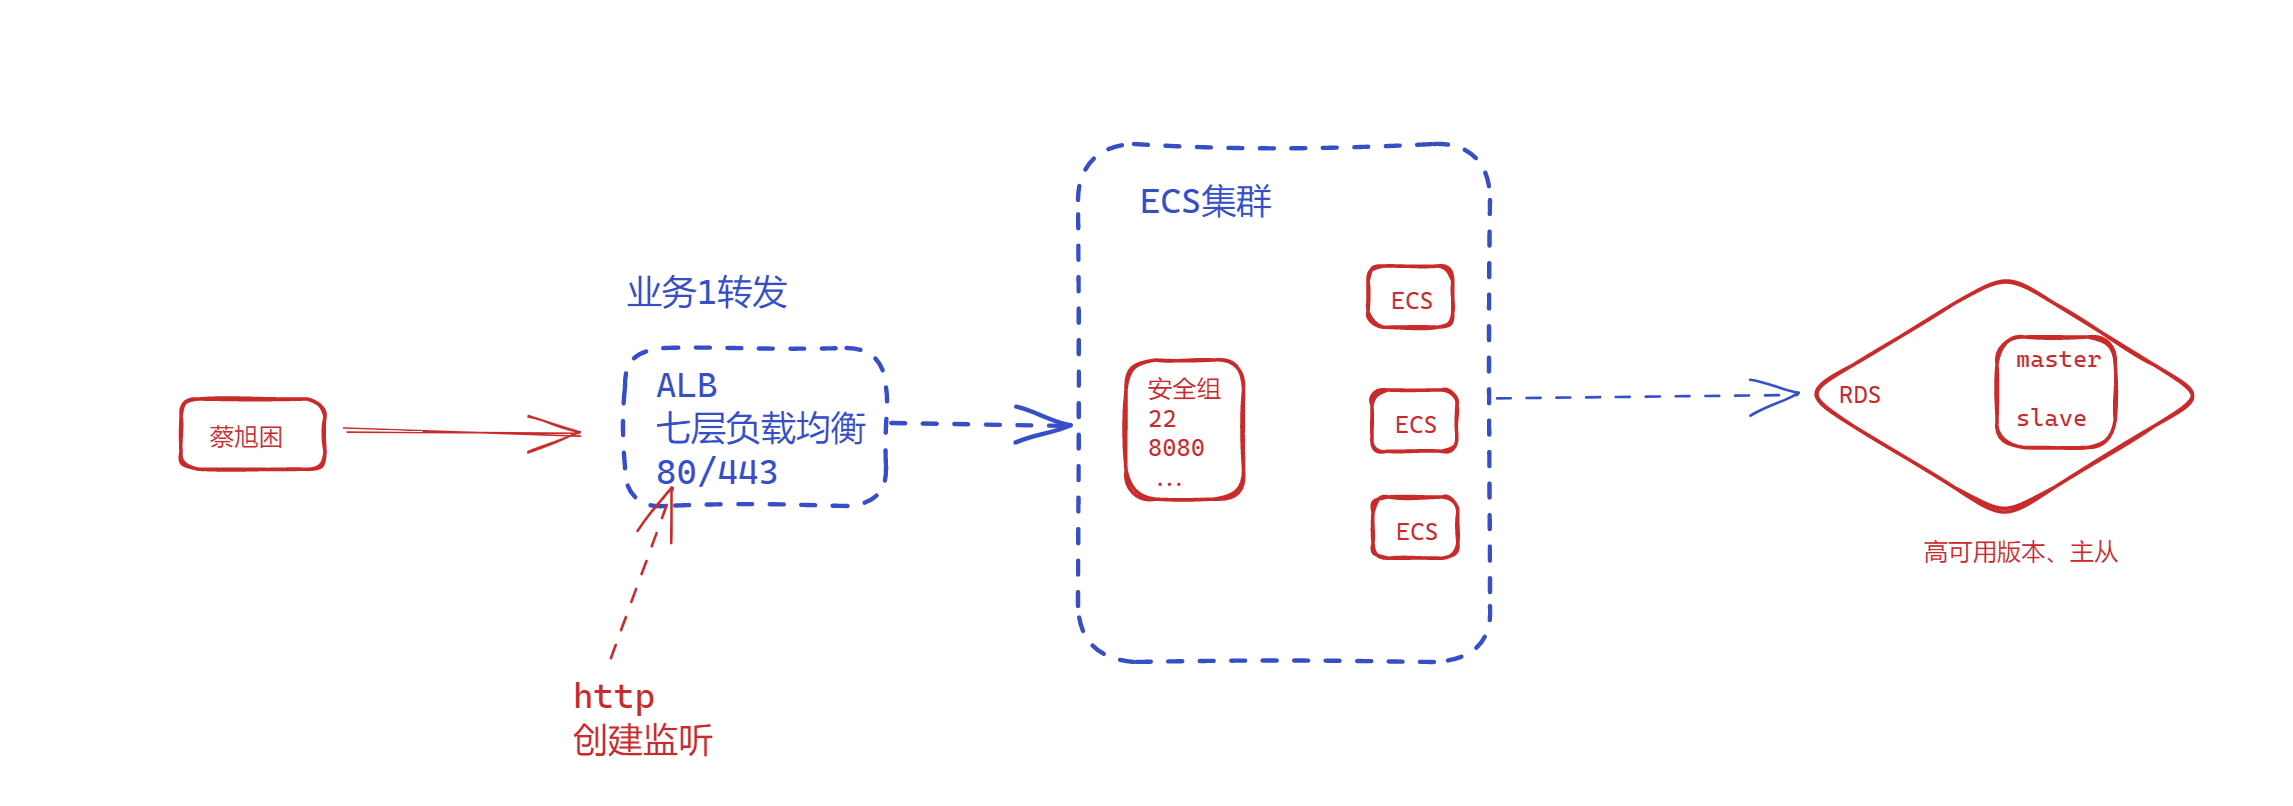 蔡旭困
业务1转发
ALB
七层负载均衡
80/443
http
创建监听
ECS集群
安全组
22
8080
...
ECS
ECS
ECS
RDS
master
slave
高可用版本、主从